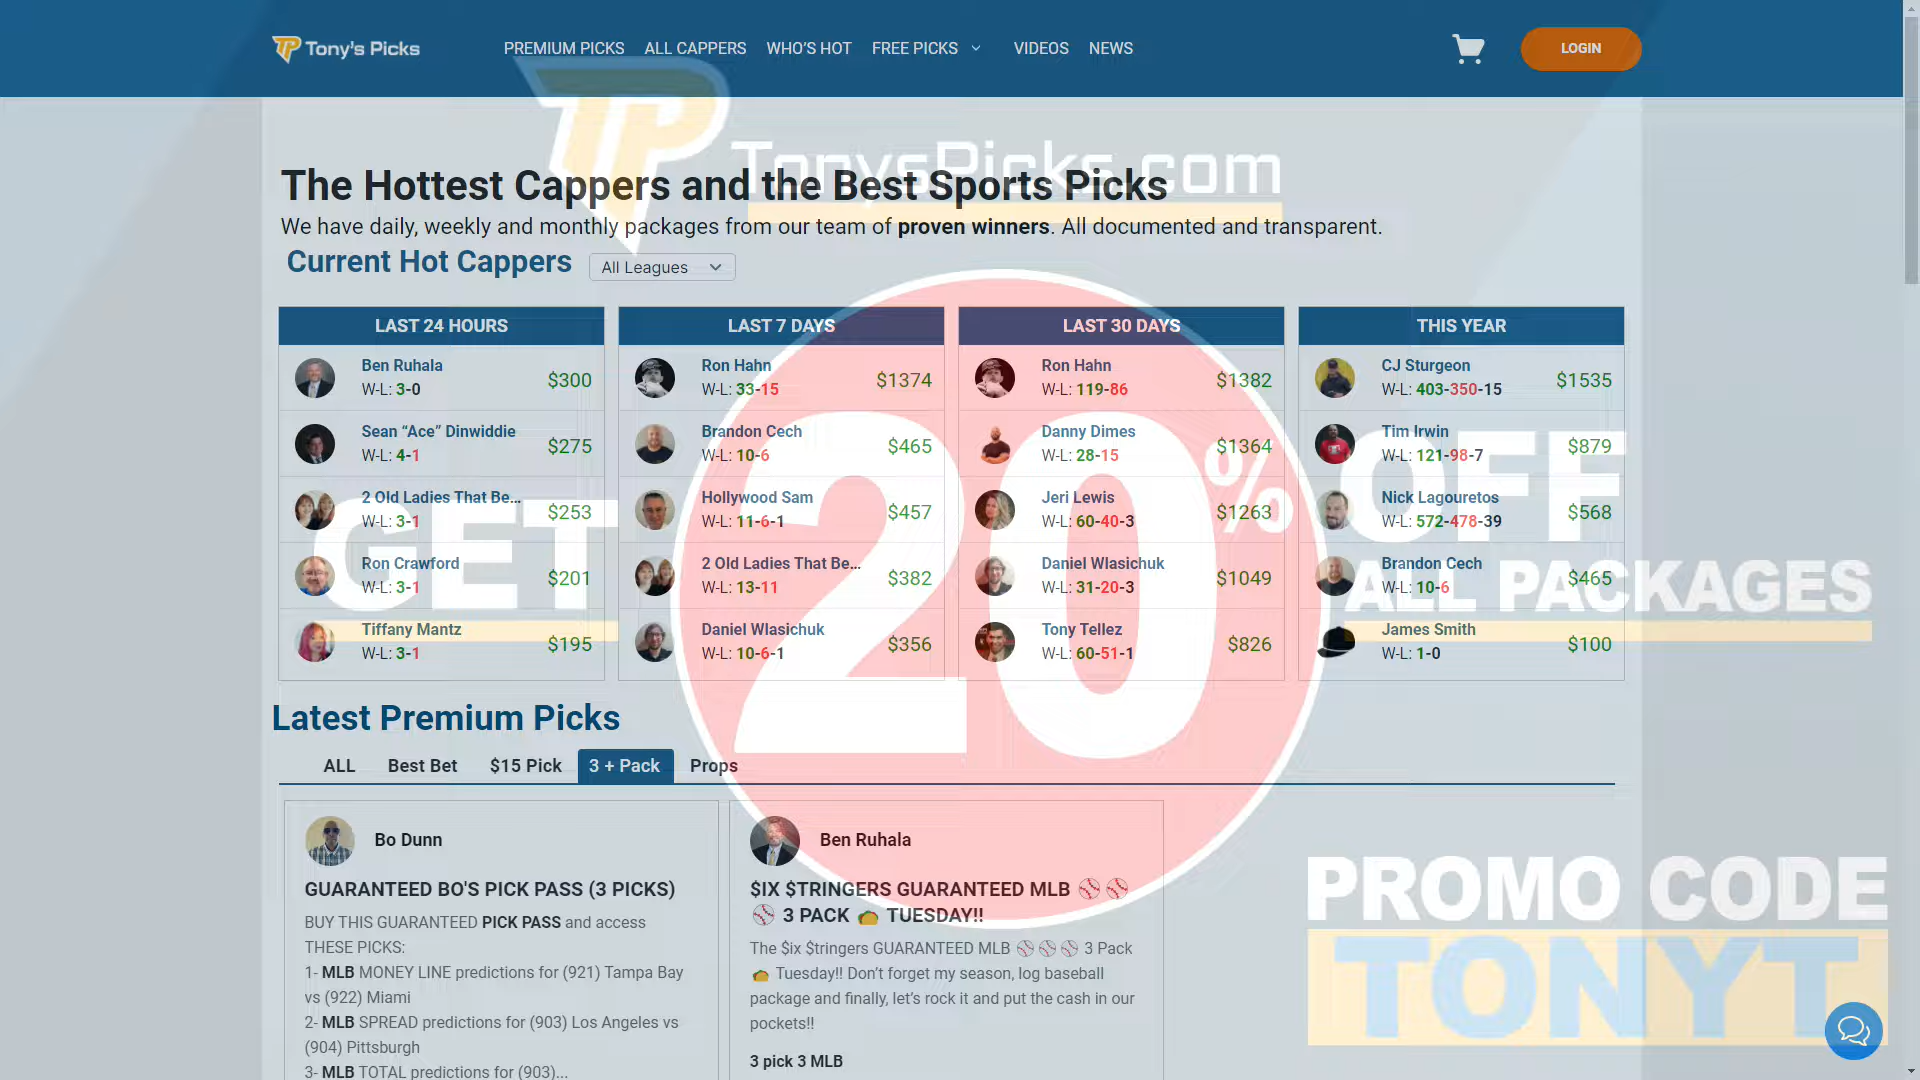 Tony's Picks
PREMIUM PICKS
ALL CAPPERS
WHO'S HOT
FREE PICKS
VIDEOS
NEWS
LOGIN
TP
TonysPicks.com
The Hottest Cappers and the Best Sports Picks
We have daily, weekly and monthly packages from our team of proven winners. All documented and transparent.
Current Hot Cappers
All Leagues
LAST 24 HOURS
Ben Ruhala
W-L: 3-0
$300
Sean “Ace” Dinwiddie
W-L: 4-1
$275
2 Old Ladies That Be...
W-L: 3-1
$253
Ron Crawford
W-L: 3-1
$201
Tiffany Mantz
W-L: 3-1
$195
LAST 7 DAYS
Ron Hahn
W-L: 33-15
$1374
Brandon Cech
W-L: 10-6
$465
Hollywood Sam
W-L: 11-6-1
$457
2 Old Ladies That Be...
W-L: 13-11
$382
Daniel Wlasichuk
W-L: 10-6-1
$356
LAST 30 DAYS
Ron Hahn
W-L: 119-86
$1382
Danny Dimes
W-L: 28-15
$1364
Jeri Lewis
W-L: 60-40-3
$1263
Daniel Wlasichuk
W-L: 31-20-3
$1049
Tony Tellez
W-L: 60-51-1
$826
THIS YEAR
CJ Sturgeon
W-L: 403-350-15
$1535
Tim Irwin
W-L: 121-98-7
$879
Nick Lagouretos
W-L: 572-478-39
$568
Brandon Cech
W-L: 10-6
$465
James Smith
W-L: 1-0
$100
GET
20%
OFF
ALL PACKAGES
Latest Premium Picks
ALL
Best Bet
$15 Pick
3 + Pack
Props
Bo Dunn
GUARANTEED BO'S PICK PASS (3 PICKS)
BUY THIS GUARANTEED PICK PASS and access
THESE PICKS:
1- MLB MONEY LINE predictions for (921) Tampa Bay
vs (922) Miami
2- MLB SPREAD predictions for (903) Los Angeles vs
(904) Pittsburgh
3- MLB TOTAL predictions for (903)...
Ben Ruhala
$IX $TRINGERS GUARANTEED MLB ⚾ ⚾
⚾ 3 PACK 🌮 TUESDAY!!
The $ix $tringers GUARANTEED MLB ⚾ ⚾ ⚾ 3 Pack
🌮 Tuesday!! Don’t forget my season, log baseball
package and finally, let’s rock it and put the cash in our
pockets!!
3 pick 3 MLB
PROMO CODE
TONYT